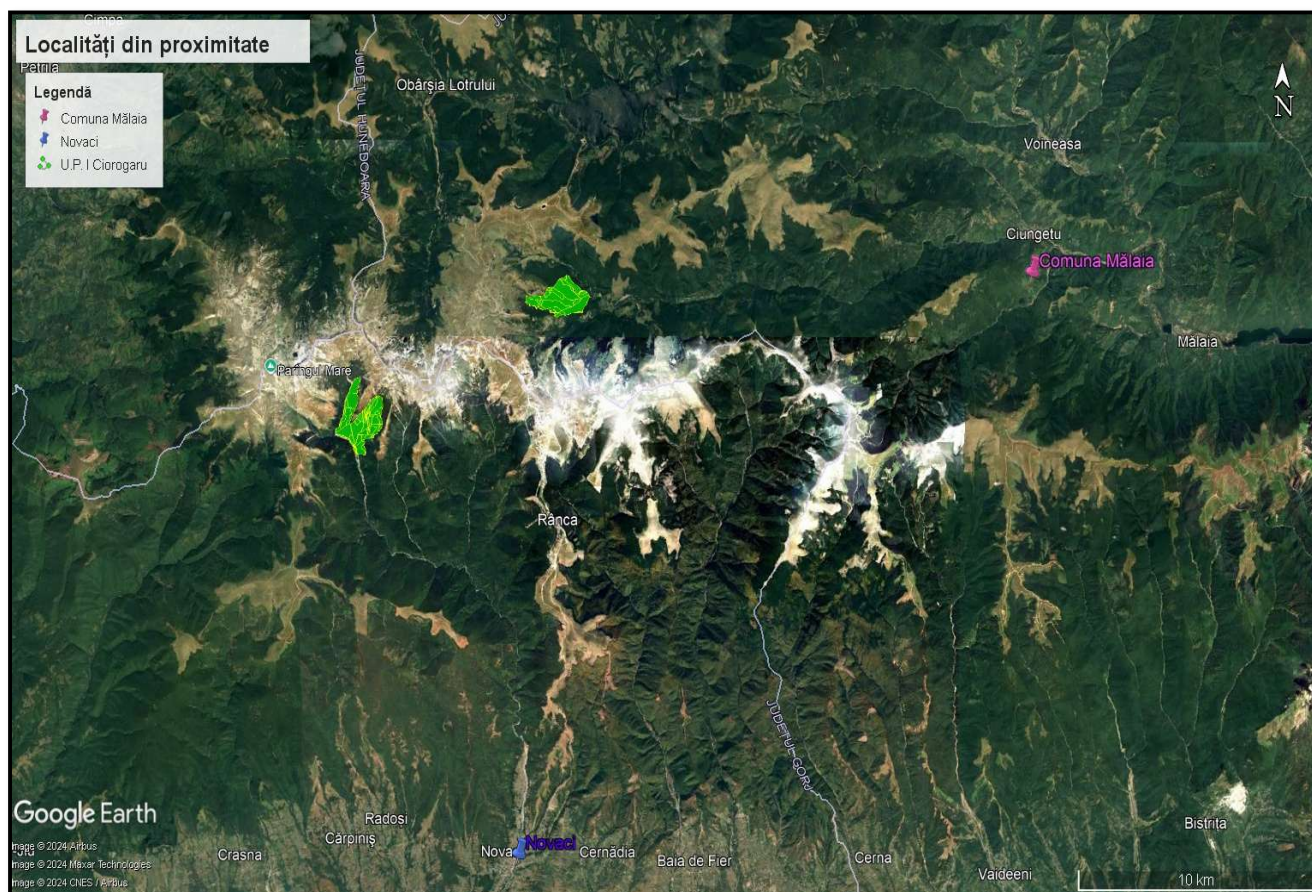 Cimpa
Localități din proximitate
Petrila
Legendă
Comuna Mălaia
Novaci
U.P. I Ciorogaru
JUDEȚUL HUNEDOARA
Obârșia Lotrului
N
Voineasa
Ciungetu
Comuna Mălaia
Mălaia
Parîngul Mare
Rânca
JUDEȚUL GORJ
Google Earth
Radoși
Cărpiniș
Crasna
Nova
Novaci
Cernădia
Baia de Fier
Cerna
Vaideeni
Bistrița
Image © 2024 Airbus
Image © 2024 Maxar Technologies
Image © 2024 CNES / Airbus
10 km